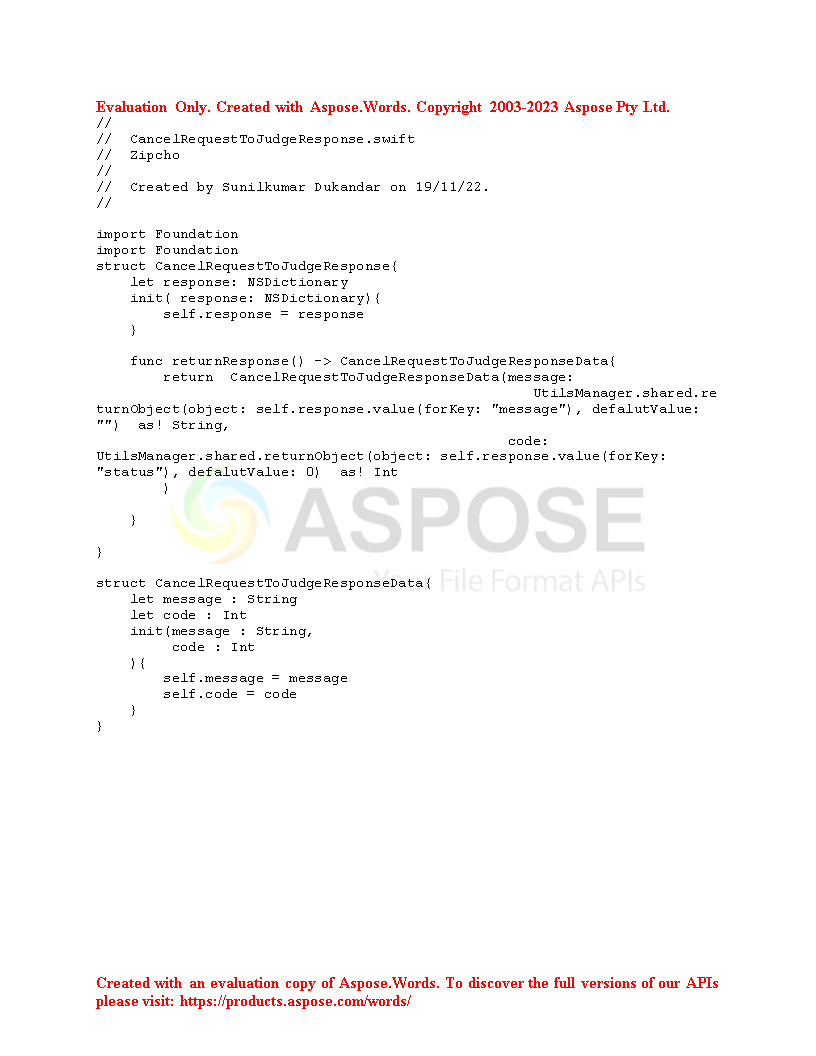 Evaluation Only. Created with Aspose.Words. Copyright 2003-2023 Aspose Pty Ltd.
//
//  CancelRequestToJudgeResponse.swift
//  Zipcho
//
//  Created by Sunilkumar Dukandar on 19/11/22.
//

import Foundation
import Foundation
struct CancelRequestToJudgeResponse{
    let response: NSDictionary
    init( response: NSDictionary){
        self.response = response
    }

    func returnResponse() -> CancelRequestToJudgeResponseData{
        return  CancelRequestToJudgeResponseData(message:
                                                    UtilsManager.shared.re
turnObject(object: self.response.value(forKey: "message"), defalutValue:
"")  as! String,
                                                 code:
UtilsManager.shared.returnObject(object: self.response.value(forKey:
"status"), defalutValue: 0)  as! Int
        )

    }

}
ASPOSE
Your File Format APIs

struct CancelRequestToJudgeResponseData{
    let message : String
    let code : Int
    init(message : String,
         code : Int
    ){
        self.message = message
        self.code = code
    }
}

Created with an evaluation copy of Aspose.Words. To discover the full versions of our APIs
please visit: https://products.aspose.com/words/